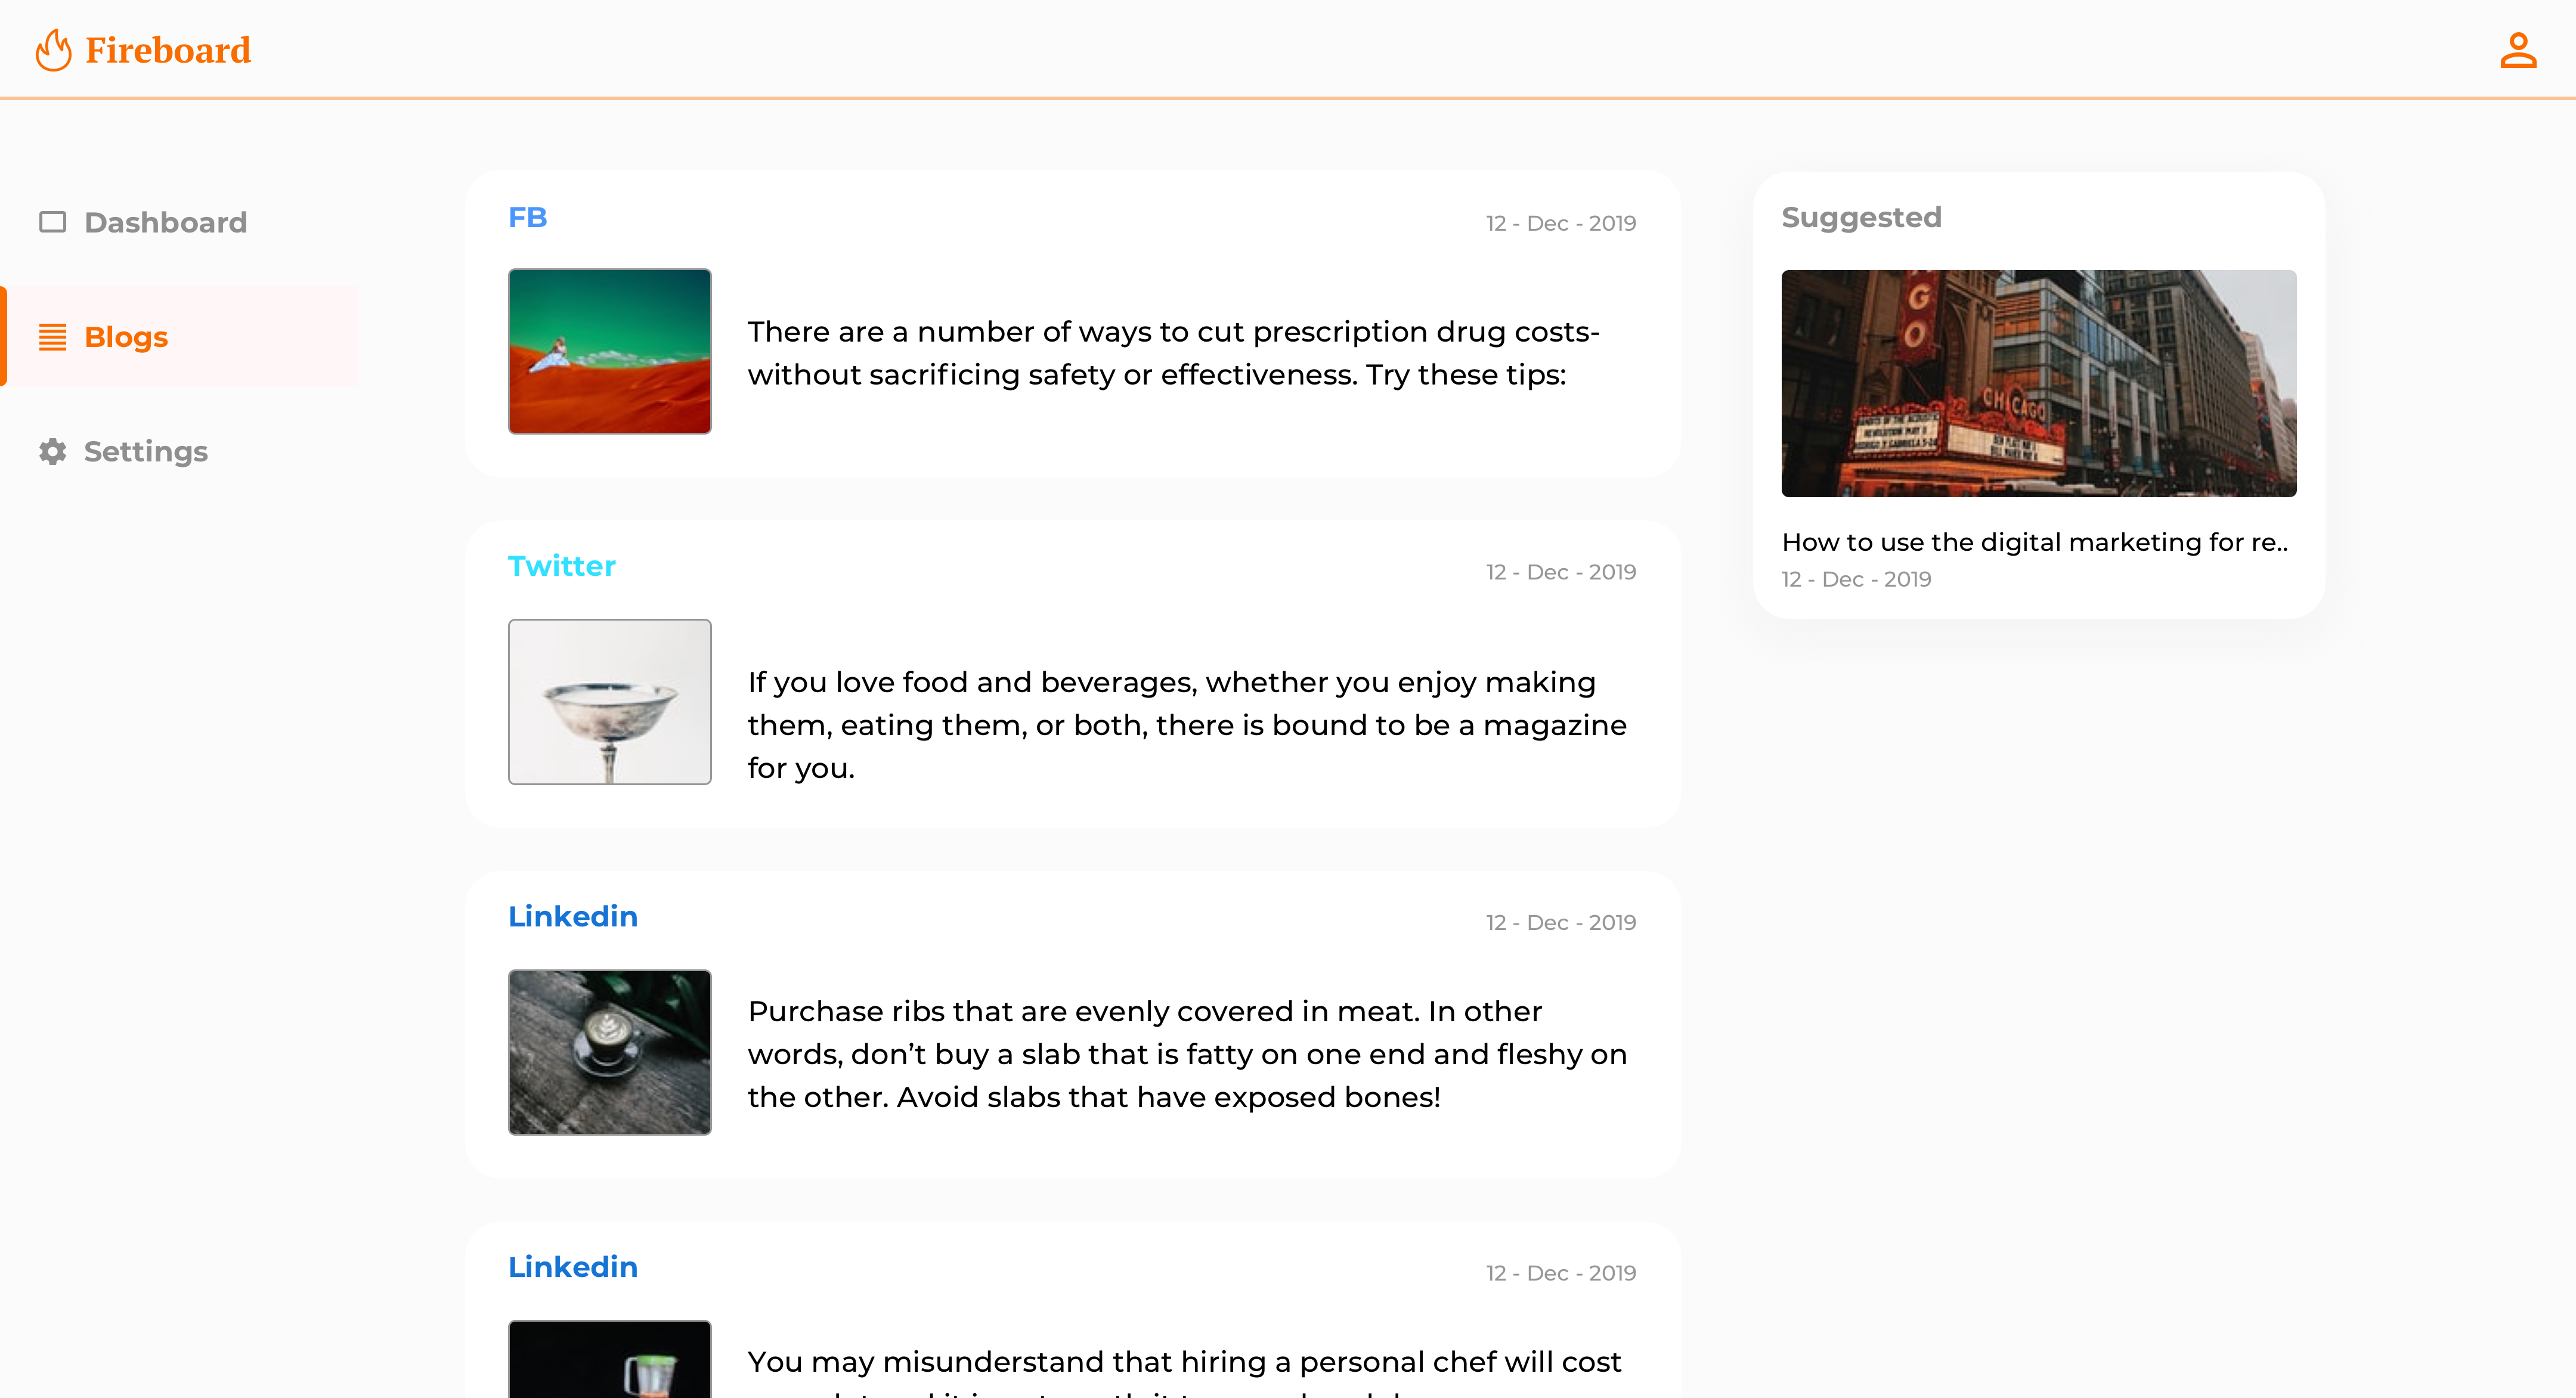 Fireboard
Dashboard
Blogs
Settings
FB
12 - Dec - 2019
There are a number of ways to cut prescription drug costs-
without sacrificing safety or effectiveness. Try these tips:
Twitter
12 - Dec - 2019
If you love food and beverages, whether you enjoy making
them, eating them, or both, there is bound to be a magazine
for you.
Linkedin
12 - Dec - 2019
Purchase ribs that are evenly covered in meat. In other
words, don’t buy a slab that is fatty on one end and fleshy on
the other. Avoid slabs that have exposed bones!
Linkedin
12 - Dec - 2019
You may misunderstand that hiring a personal chef will cost
Suggested
GO
CHICAGO
How to use the digital marketing for re..
12 - Dec - 2019